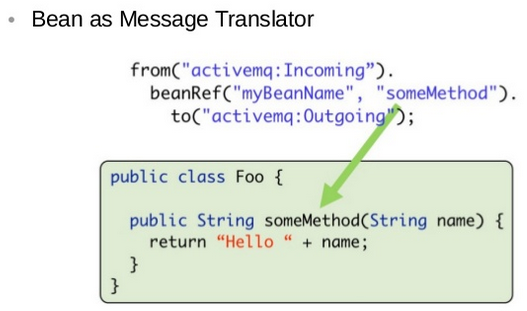 • Bean as Message Translator
from("activemq:Incoming”).
beanRef("myBeanName", "someMethod").
to("activemq:Outgoing");
public class Foo {
public String someMethod(String name) {
return “Hello “ + name;
}
}